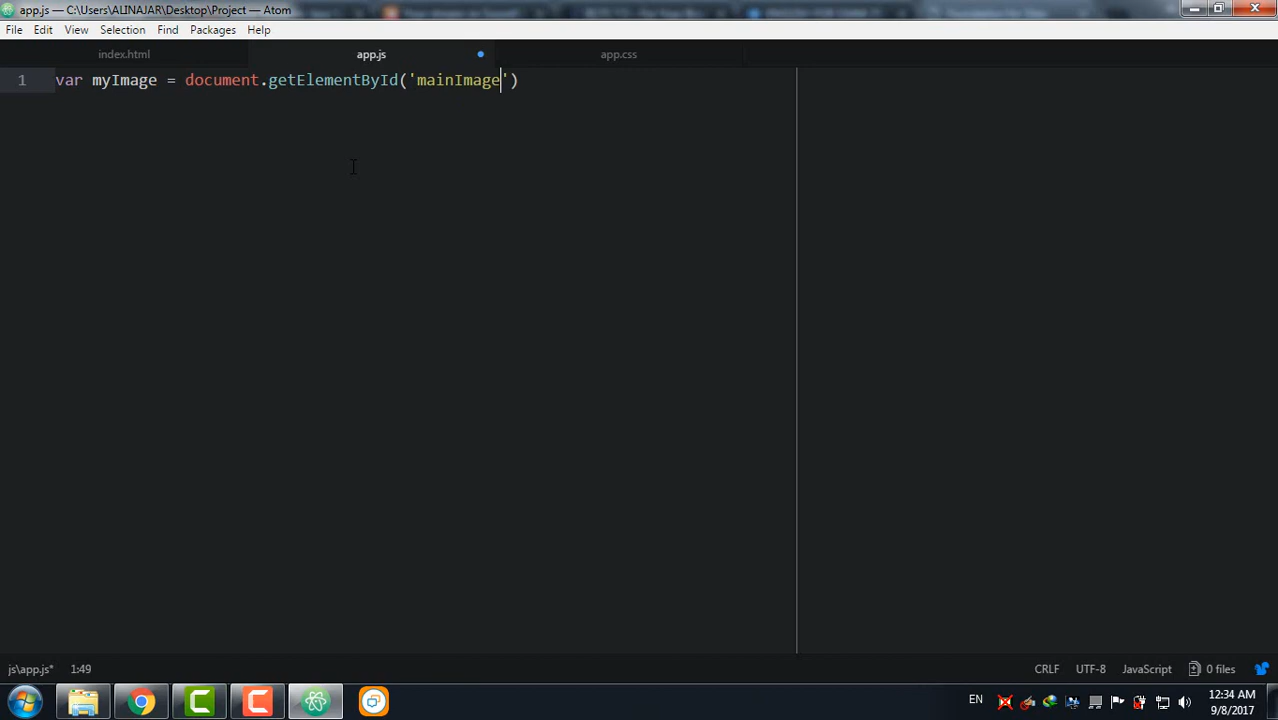 app.js — C:\Users\ALINAJAR\Desktop\Project — Atom
File Edit View Selection Find Packages Help
index.html app.js app.css
1 var myImage = document.getElementById('mainImage')
js\app.js* 1:49 CRLF UTF-8 JavaScript 0 files
EN 12:34 AM
9/8/2017